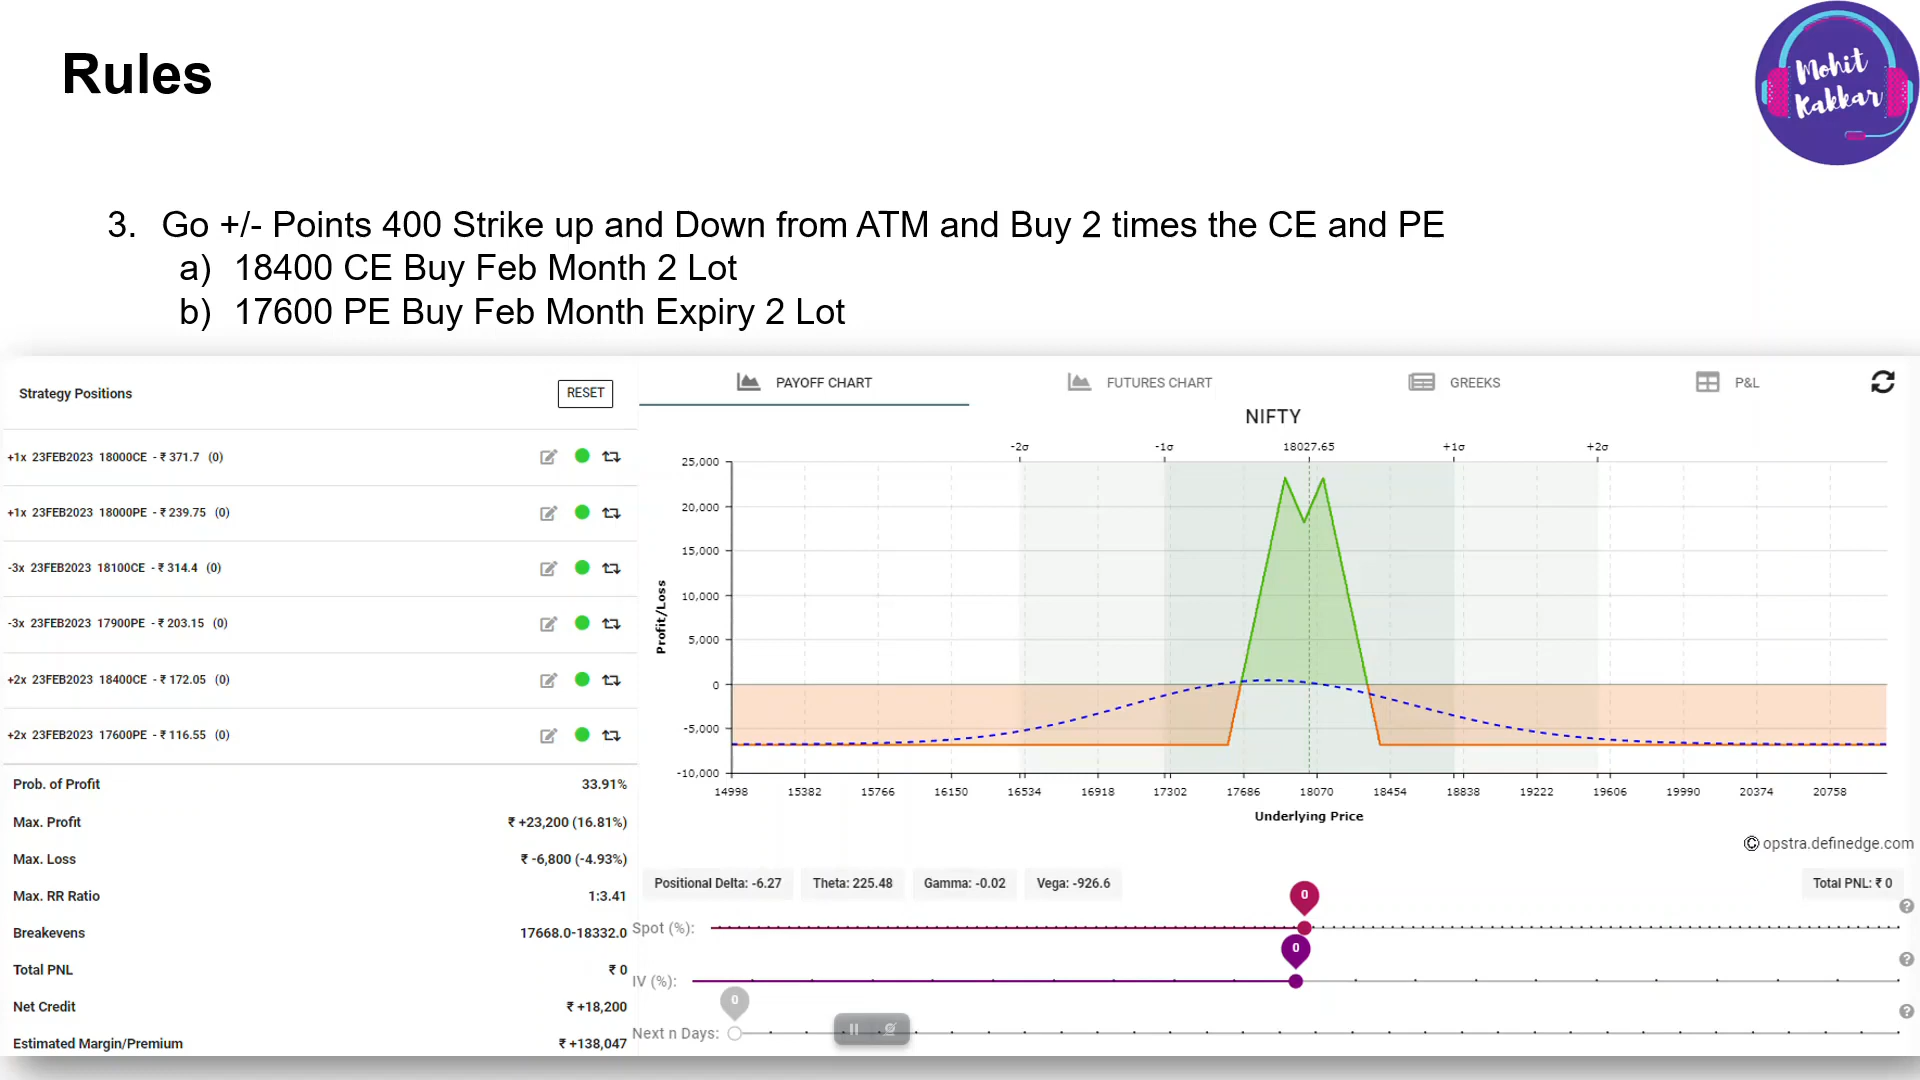 Rules
Mohit
Kakkar
3. Go +/- Points 400 Strike up and Down from ATM and Buy 2 times the CE and PE
a) 18400 CE Buy Feb Month 2 Lot
b) 17600 PE Buy Feb Month Expiry 2 Lot
Strategy Positions
RESET
+1x 23FEB2023 18000CE - ₹ 371.7 (0)
+1x 23FEB2023 18000PE - ₹ 239.75 (0)
-3x 23FEB2023 18100CE - ₹ 314.4 (0)
-3x 23FEB2023 17900PE - ₹ 203.15 (0)
+2x 23FEB2023 18400CE - ₹ 172.05 (0)
+2x 23FEB2023 17600PE - ₹ 116.55 (0)
Prob. of Profit 33.91%
Max. Profit ₹ +23,200 (16.81%)
Max. Loss ₹ -6,800 (-4.93%)
Max. RR Ratio 1:3.41
Breakevens 17668.0-18332.0
Total PNL ₹ 0
Net Credit ₹ +18,200
Estimated Margin/Premium ₹ +138,047
PAYOFF CHART FUTURES CHART GREEKS P&L
NIFTY
-2σ -1σ 18027.65 +1σ +2σ
25,000
20,000
15,000
10,000
5,000
0
-5,000
-10,000
Profit/Loss
14998 15382 15766 16150 16534 16918 17302 17686 18070 18454 18838 19222 19606 19990 20374 20758
Underlying Price
© opstra.definedge.com
Positional Delta: -6.27 Theta: 225.48 Gamma: -0.02 Vega: -926.6 Total PNL: ₹ 0
0
?
Spot (%):
0
?
IV (%):
0
?
Next n Days: